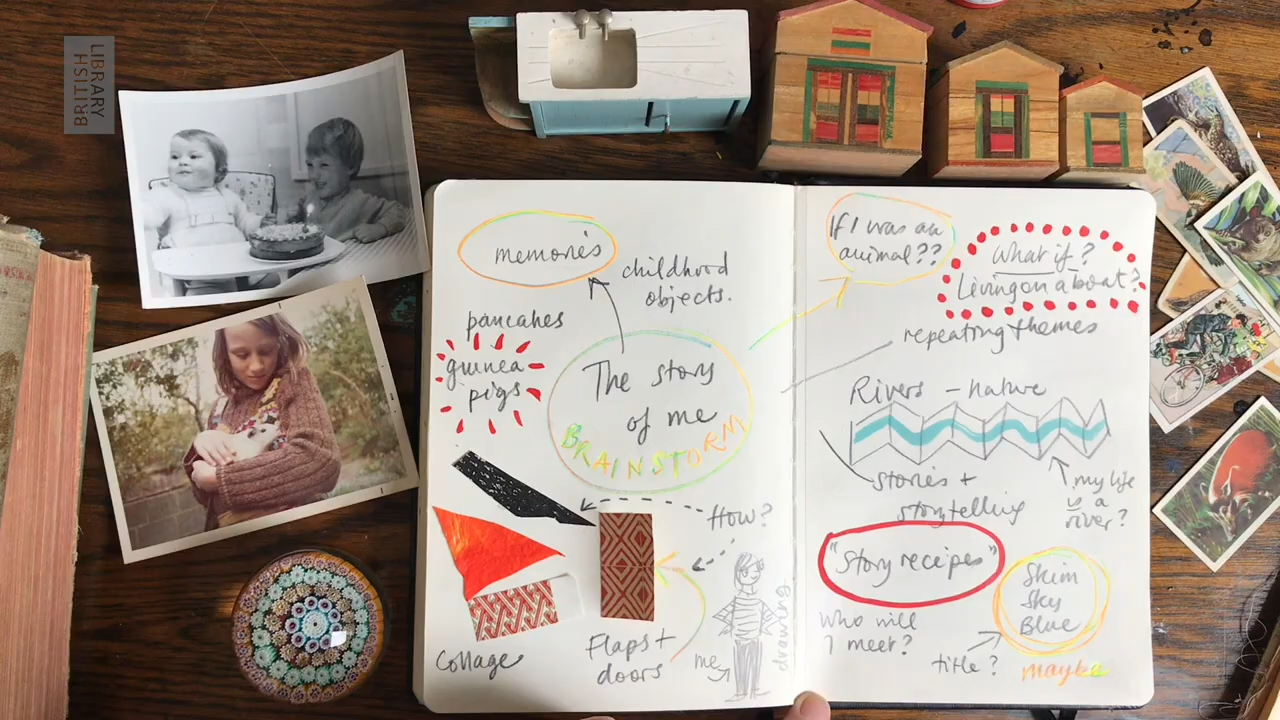 LIBRARY
BRITISH
memories
childhood
objects.
pancakes
guinea
pigs
The story
of me
BRAINSTORM
How?
Collage
Flaps +
doors
me
drawing
If I was an
animal??
What if?
Living on a boat?
repeating themes
Rivers – nature
stories +
storytelling
my life
is a
river?
"Story recipes"
who will
I meet?
Skim
Sky
Blue
title?
maybe